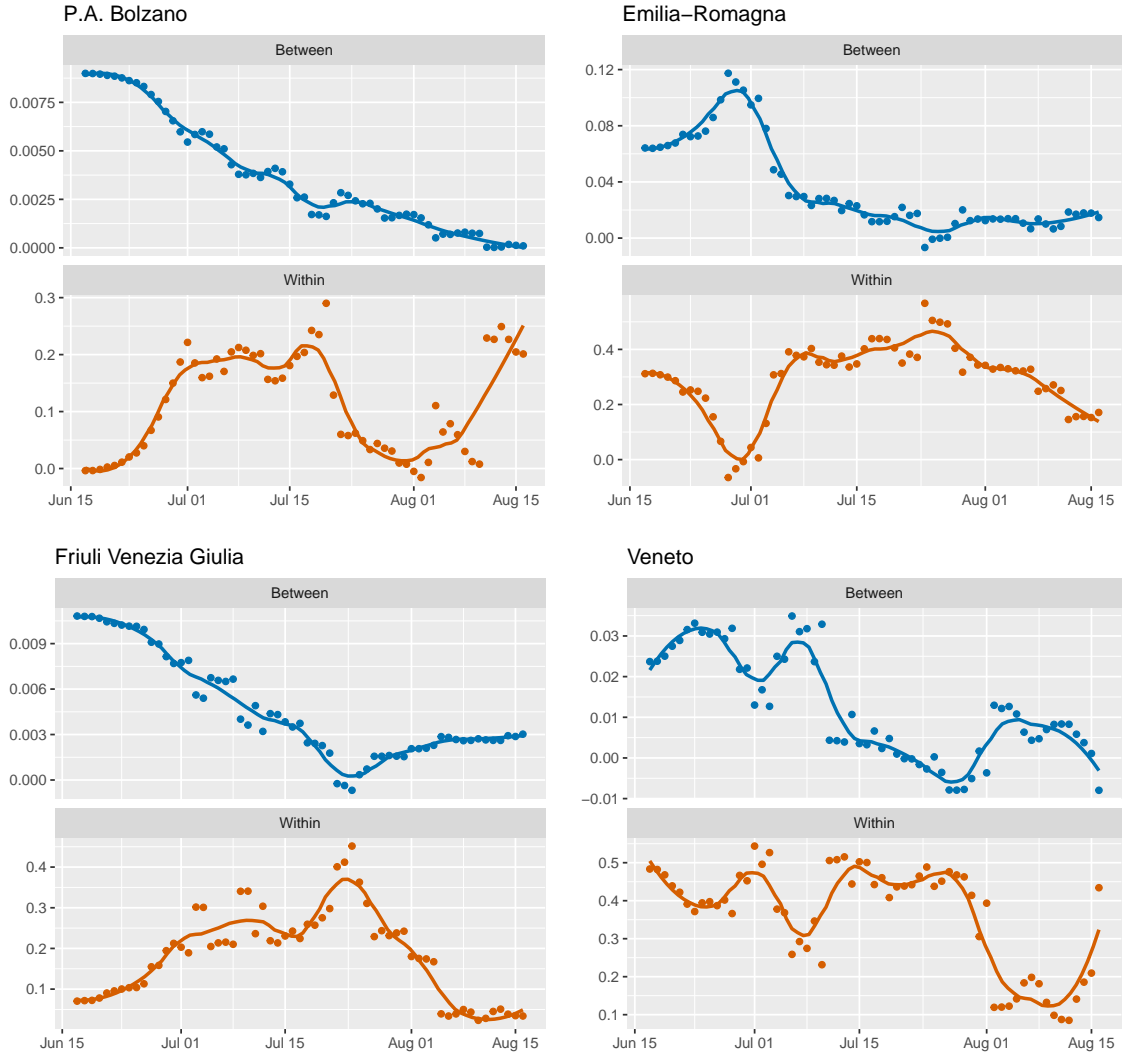 P.A. Bolzano
Between
0.0075
0.0050
0.0025
0.0000
Within
0.3
0.2
0.1
0.0
Jun 15 Jul 01 Jul 15 Aug 01 Aug 15
Emilia−Romagna
Between
0.12
0.08
0.04
0.00
Within
0.4
0.2
0.0
Jun 15 Jul 01 Jul 15 Aug 01 Aug 15
Friuli Venezia Giulia
Between
0.009
0.006
0.003
0.000
Within
0.4
0.3
0.2
0.1
Jun 15 Jul 01 Jul 15 Aug 01 Aug 15
Veneto
Between
0.03
0.02
0.01
0.00
−0.01
Within
0.5
0.4
0.3
0.2
0.1
Jun 15 Jul 01 Jul 15 Aug 01 Aug 15